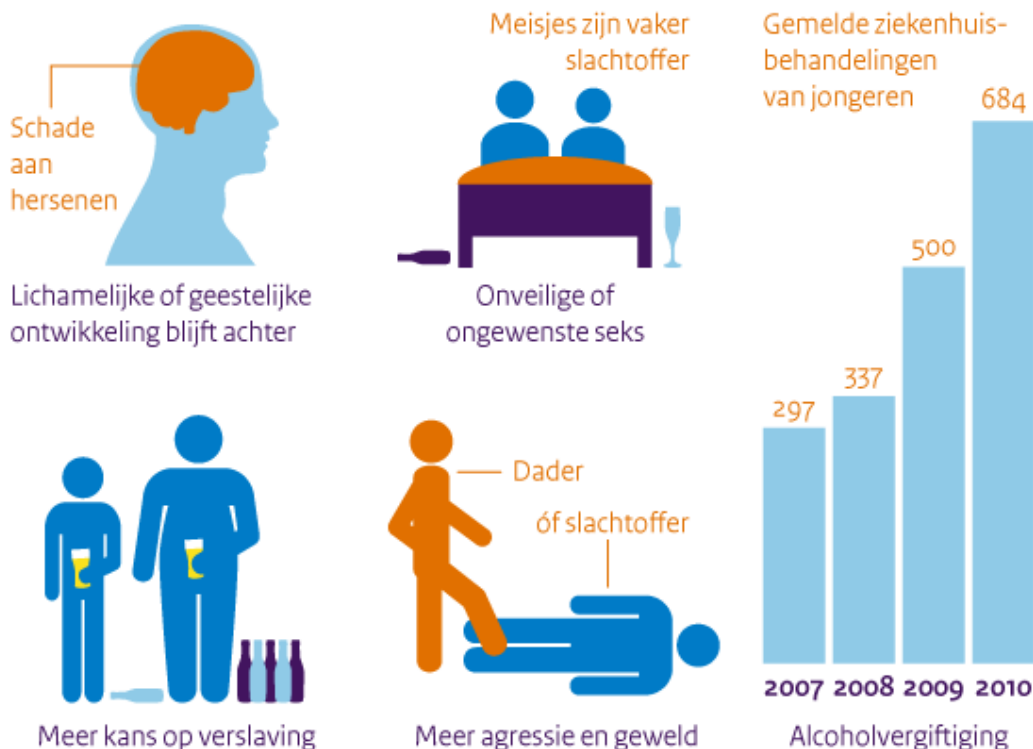 Schade
aan
hersenen
Lichamelijke of geestelijke
ontwikkeling blijft achter
Meisjes zijn vaker
slachtoffer
Onveilige of
ongewenste seks
Meer kans op verslaving
Dader
óf slachtoffer
Meer agressie en geweld
Gemelde ziekenhuis-
behandelingen
van jongeren
684
500
337
297
2007 2008 2009 2010
Alcoholvergiftiging